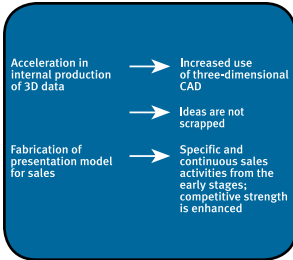 Acceleration in
internal production
of 3D data
Increased use
of three-dimensional
CAD
Ideas are not
scrapped
Fabrication of
presentation model
for sales
Specific and
continuous sales
activities from the
early stages;
competitive strength
is enhanced